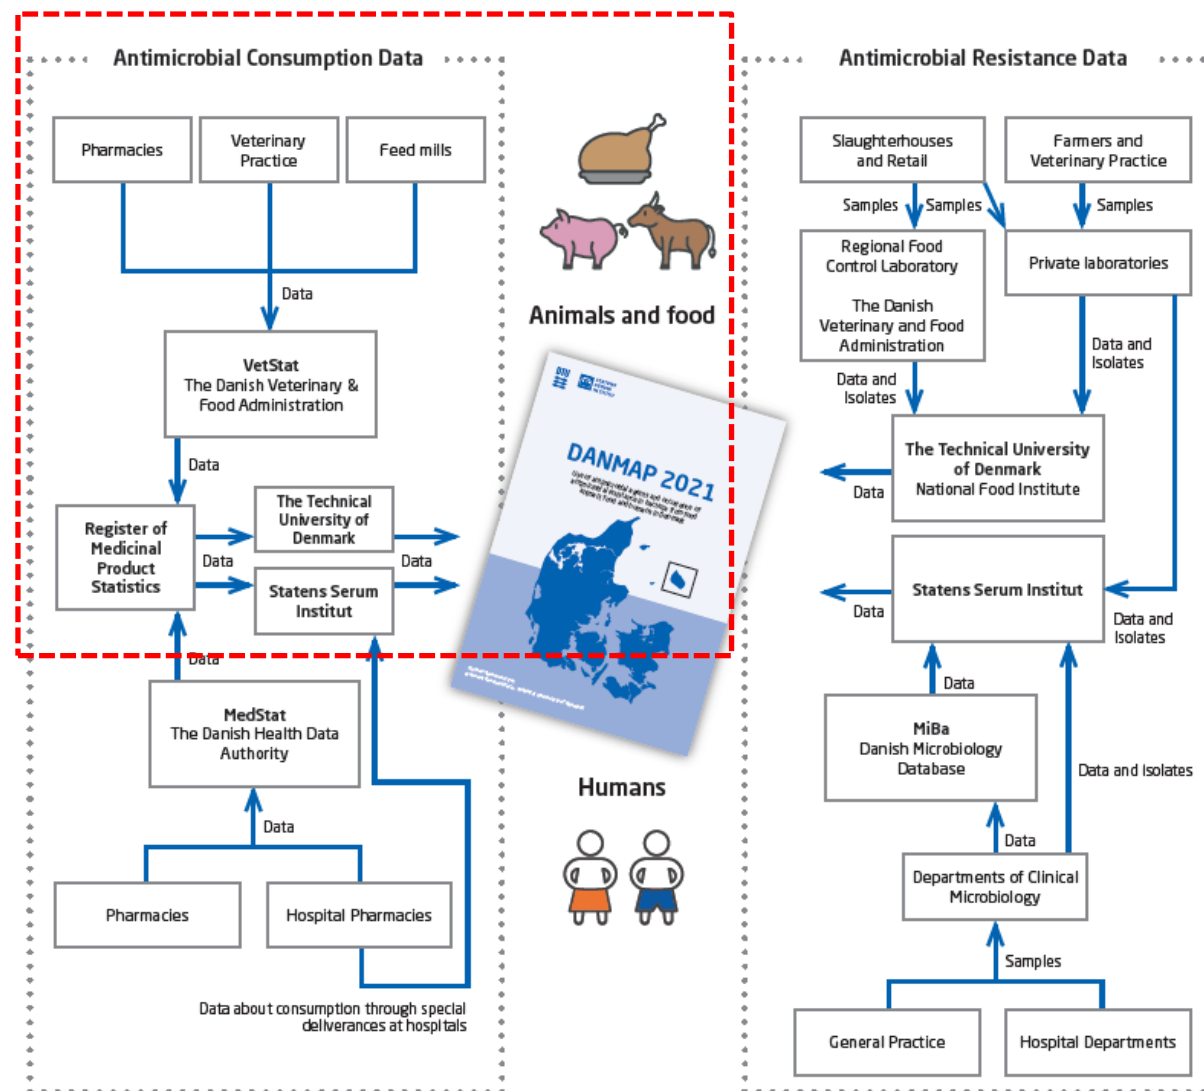 Antimicrobial Consumption Data
Pharmacies
Veterinary
Practice
Feed mills
Data
VetStat
The Danish Veterinary &
Food Administration
Data
Register of
Medicinal
Product
Statistics
Data
The Technical
University of
Denmark
Statens Serum
Institut
Data
Data
MedStat
The Danish Health Data
Authority
Data
Pharmacies
Hospital Pharmacies
Data about consumption through special
deliverances at hospitals
Animals and food
DTU
STATENS
SERUM
INSTITUT
DANMAP 2021
Humans
Antimicrobial Resistance Data
Slaughterhouses
and Retail
Farmers and
Veterinary Practice
Samples
Samples
Samples
Regional Food
Control Laboratory
The Danish
Veterinary and Food
Administration
Private laboratories
Data and
Isolates
Data and
Isolates
The Technical University
of Denmark
National Food Institute
Data
Statens Serum Institut
Data
Data and
Isolates
Data
MiBa
Danish Microbiology
Database
Data and Isolates
Data
Departments of Clinical
Microbiology
Samples
General Practice
Hospital Departments